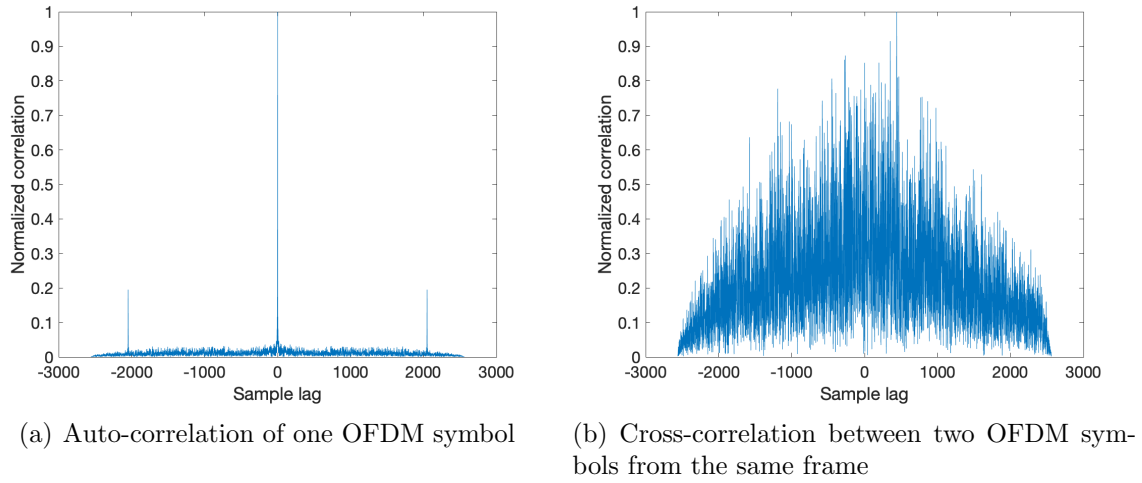 1
0.9
0.8
0.7
0.6
0.5
0.4
0.3
0.2
0.1
0
Normalized correlation
-3000 -2000 -1000 0 1000 2000 3000
Sample lag
(a) Auto-correlation of one OFDM symbol
1
0.9
0.8
0.7
0.6
0.5
0.4
0.3
0.2
0.1
0
Normalized correlation
-3000 -2000 -1000 0 1000 2000 3000
Sample lag
(b) Cross-correlation between two OFDM sym-
bols from the same frame